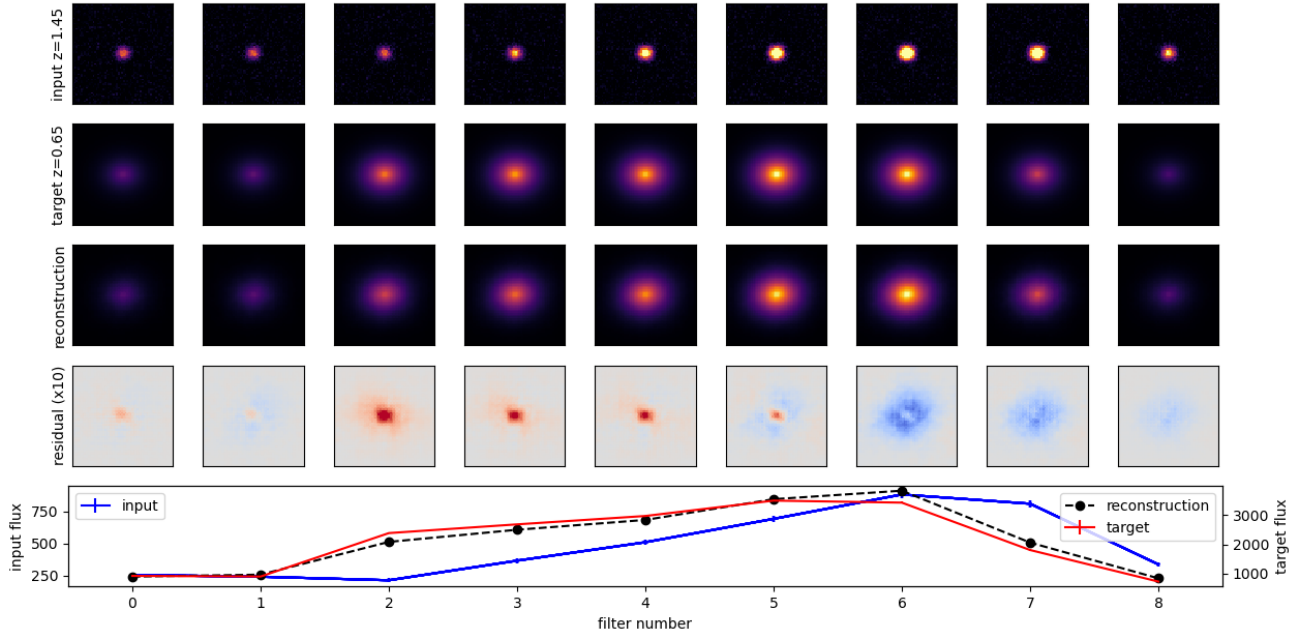 input z=1.45
target z=0.65
reconstruction
residual (x10)
input flux
750
500
250
input
reconstruction
target
3000
2000
1000
target flux
0 1 2 3 4 5 6 7 8
filter number